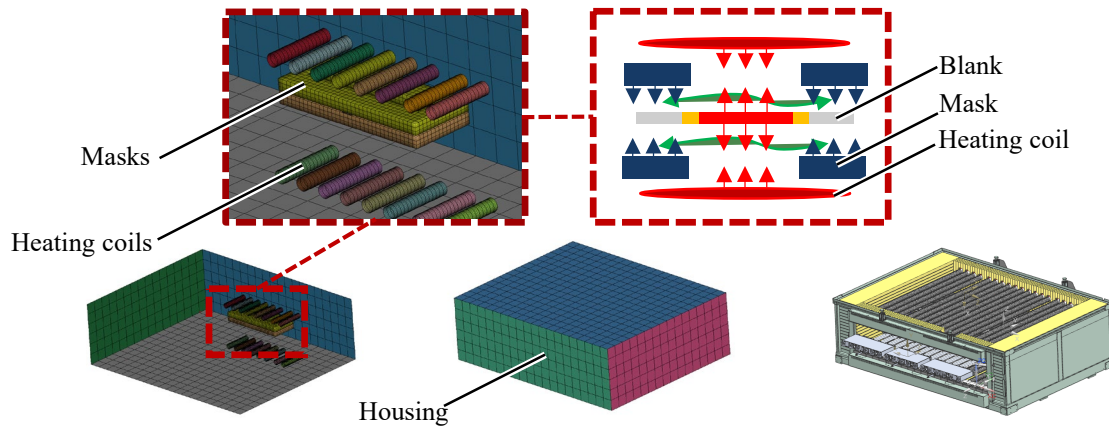 Blank
Mask
Heating coil
Masks
Heating coils
Housing